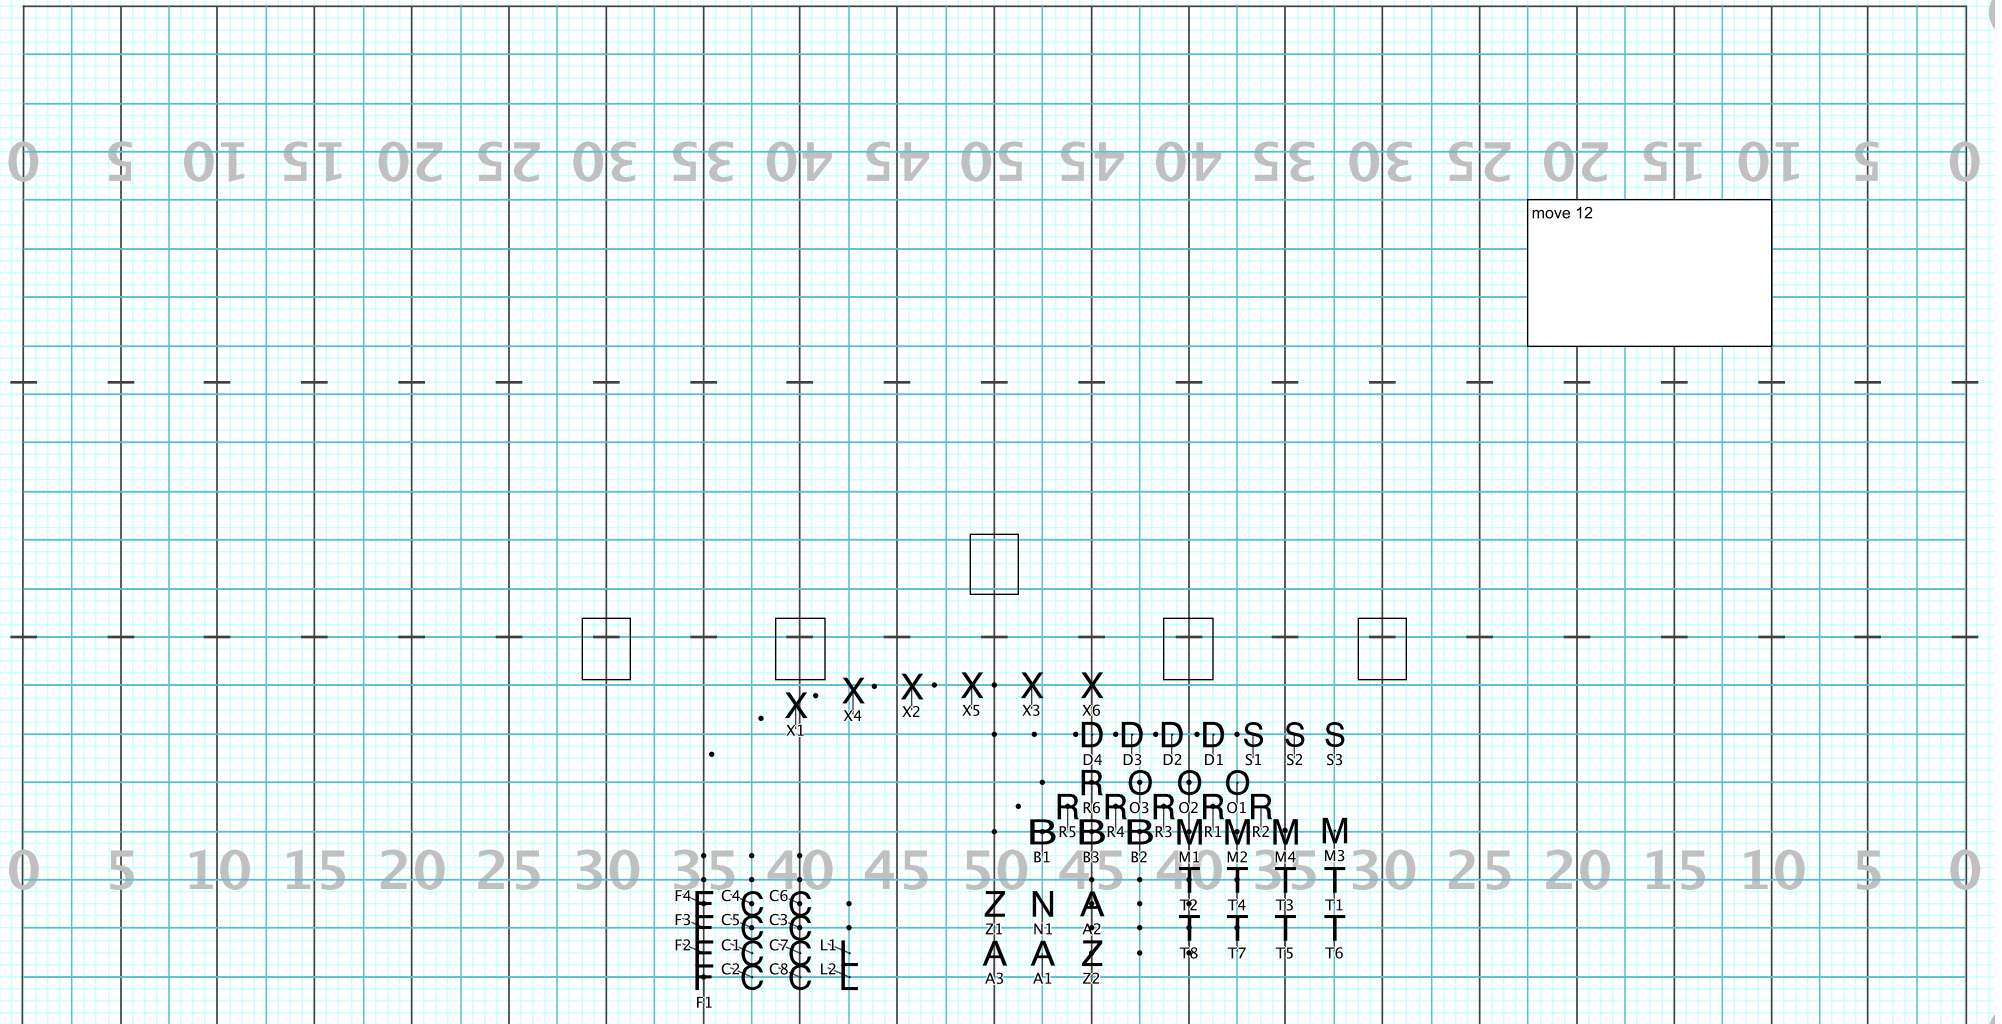 0 5 10 15 20 25 30 35 40 45 50 45 40 35 30 25 20 15 10 5 0
move 12
X X X X X X
X1 X4 X2 X5 X3 X6
D D D D S S S
D4 D3 D2 D1 S1 S2 S3
R O O O
R6 O3 O2 O1
R R R R R
R5 R4 R3 R1 R2
B B B M M M M
B1 B3 B2 M1 M2 M4 M3
0 5 10 15 20 25 30 35 40 45 50 45 40 35 30 25 20 15 10 5 0
T T T T
T2 T4 T3 T1
F4 F C4 C C6 C Z N A
Z1 N1 A2
F3 F C5 C C3 C T T T T
T8 T7 T5 T6
F2 F C1 C C7 C L1 L A A Z
A3 A1 Z2
F C2 C C8 C L2 L
F1